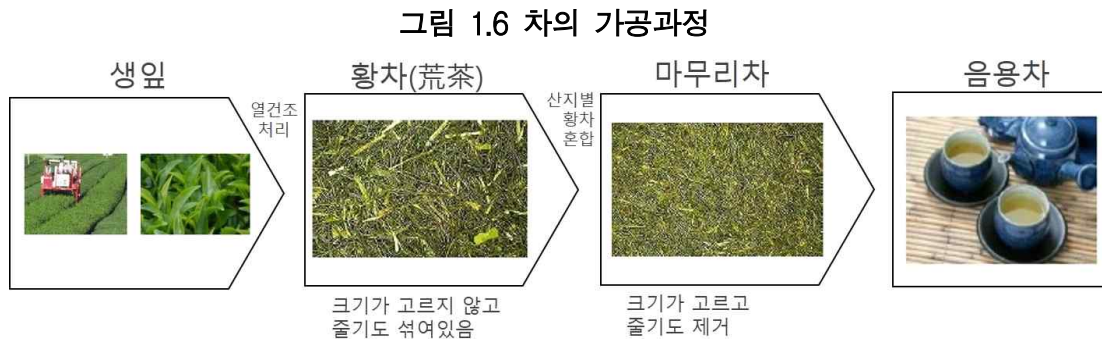 그림 1.6 차의 가공과정
생잎
열건조
처리
황차(荒茶)
크기가 고르지 않고
줄기도 섞여있음
산지별
황차
혼합
마무리차
크기가 고르고
줄기도 제거
음용차